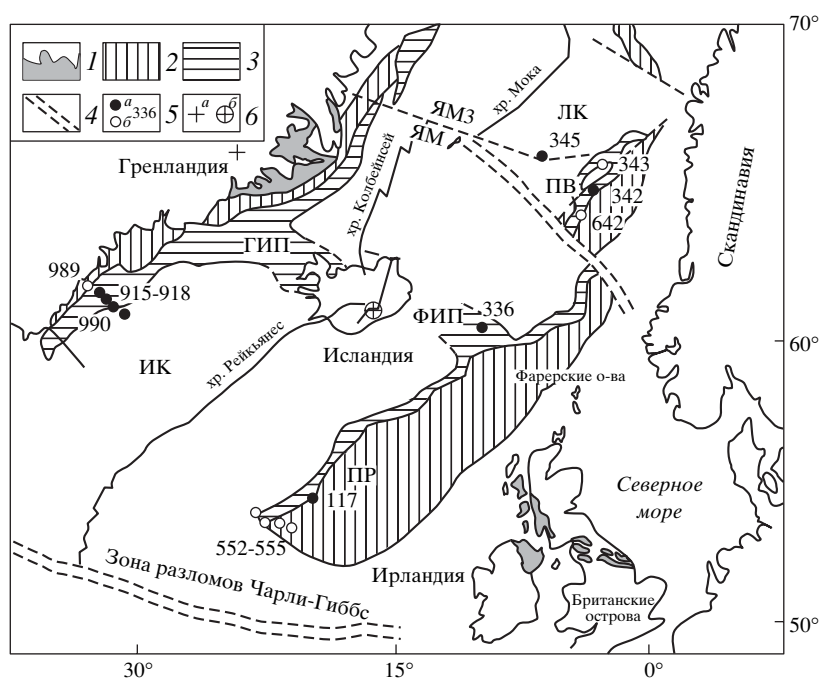 70°
1
2
3
4
а
б
336
5
а
б
6
хр. Мока
ЯМЗ
ЛК
ЯМ
345
Гренландия
хр. Колбейнсей
343
ПВ
342
642
Скандинавия
ГИП
989
915-918
990
ФИП
336
60°
ИК
хр. Рейкьянес
Исландия
Фарерские о-ва
ПР
117
Северное
море
552-555
Зона разломов Чарли-Гиббс
Ирландия
Британские
острова
50°
30°
15°
0°